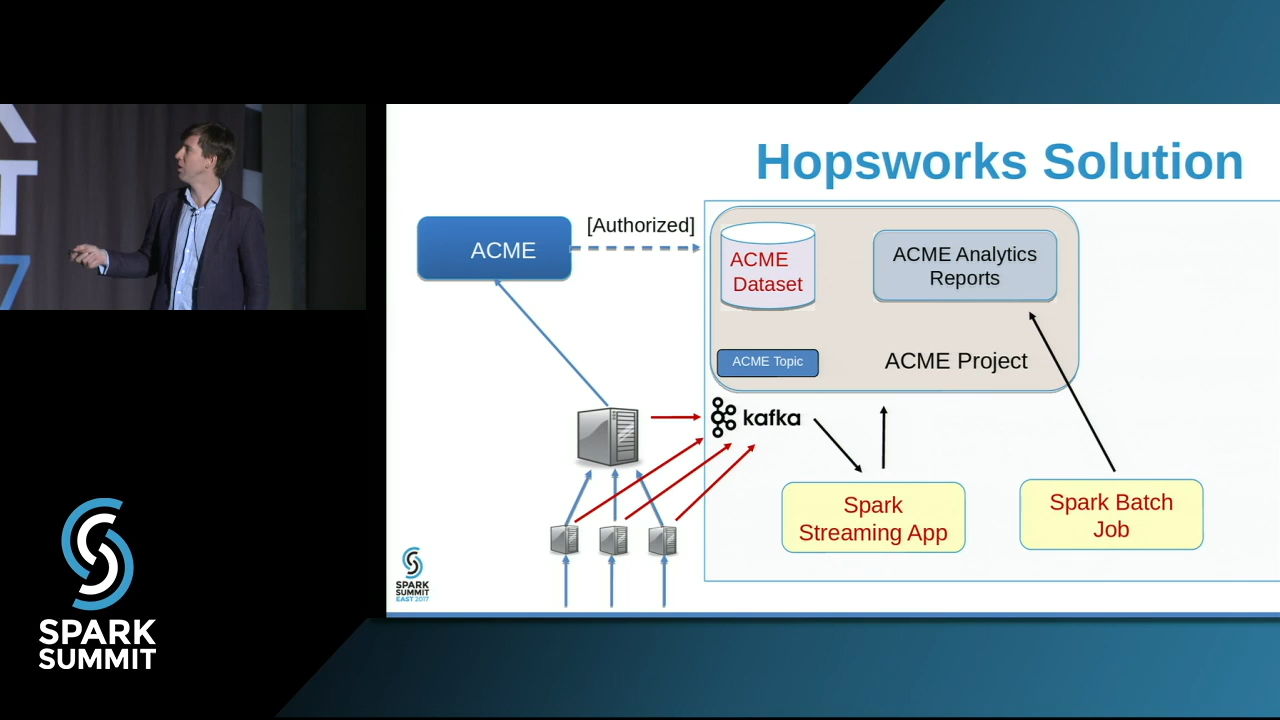 Hopsworks Solution
ACME
[Authorized]
ACME
Dataset
ACME Analytics
Reports
ACME Topic
ACME Project
kafka
Spark
Streaming App
Spark Batch
Job
SPARK
SUMMIT
EAST 2017
SPARK
SUMMIT